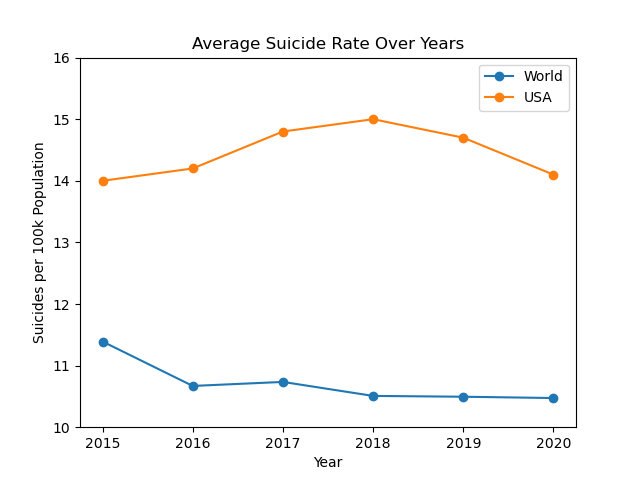 Average Suicide Rate Over Years
World
USA
Suicides per 100k Population
16
15
14
13
12
11
10
2015 2016 2017 2018 2019 2020
Year